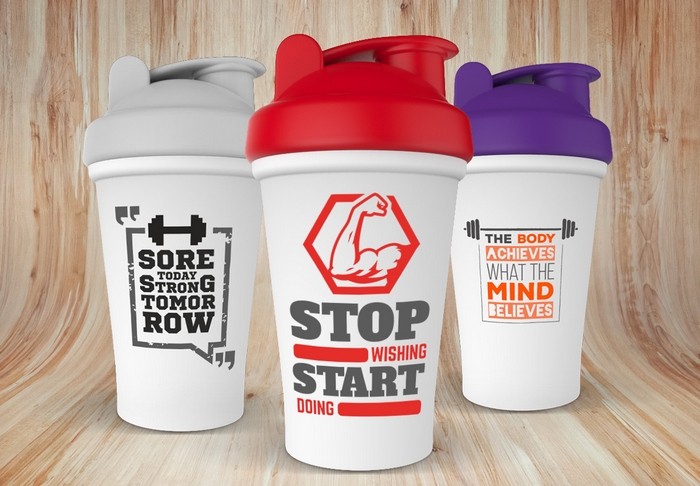 SORE
TODAY
STRONG
TOMOR
ROW
STOP
WISHING
START
DOING
THE BODY
ACHIEVES
WHAT THE
MIND
BELIEVES